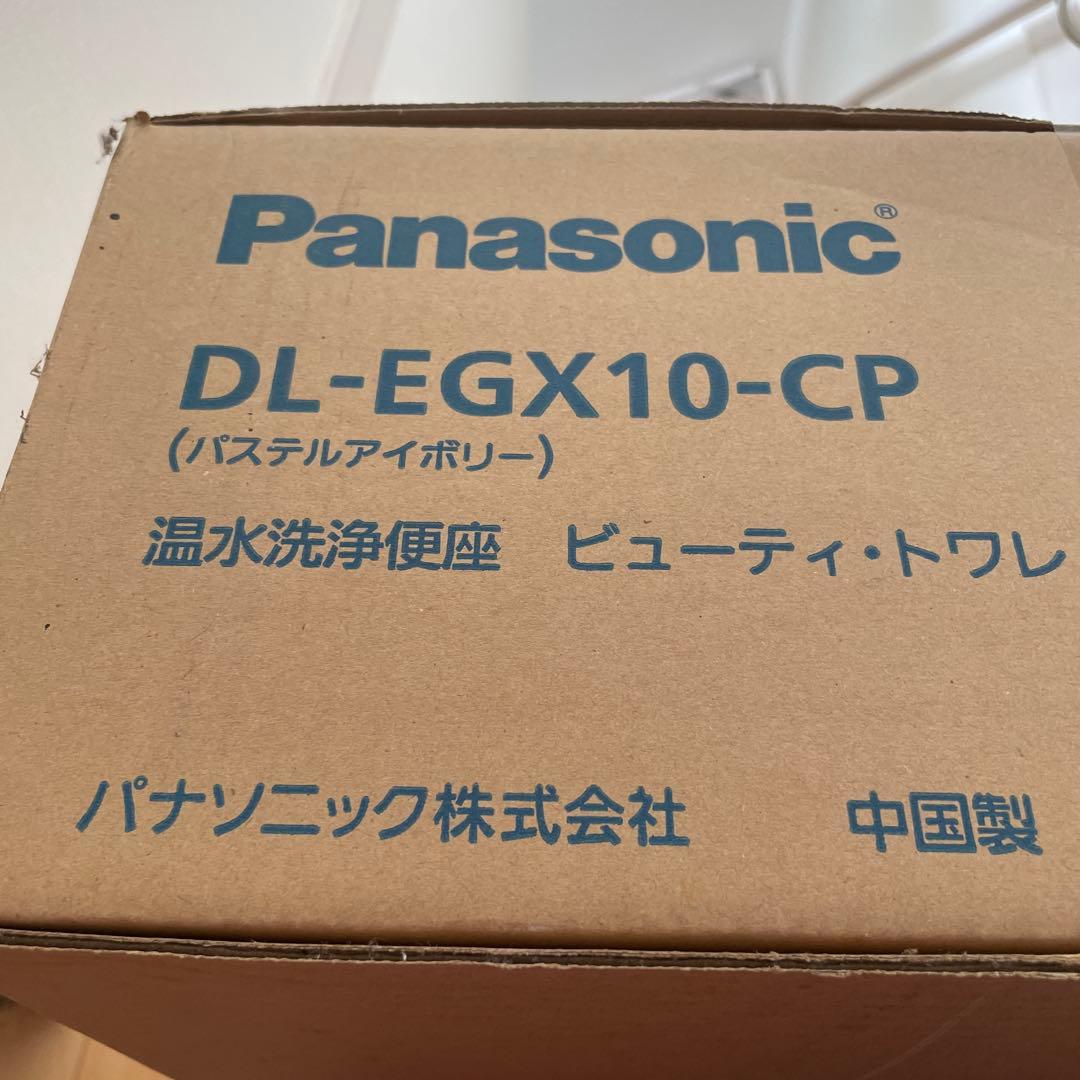 Panasonic®
DL-EGX10-CP
(パステルアイボリー)
温水洗浄便座　ビューティ・トワレ
パナソニック株式会社　中国製